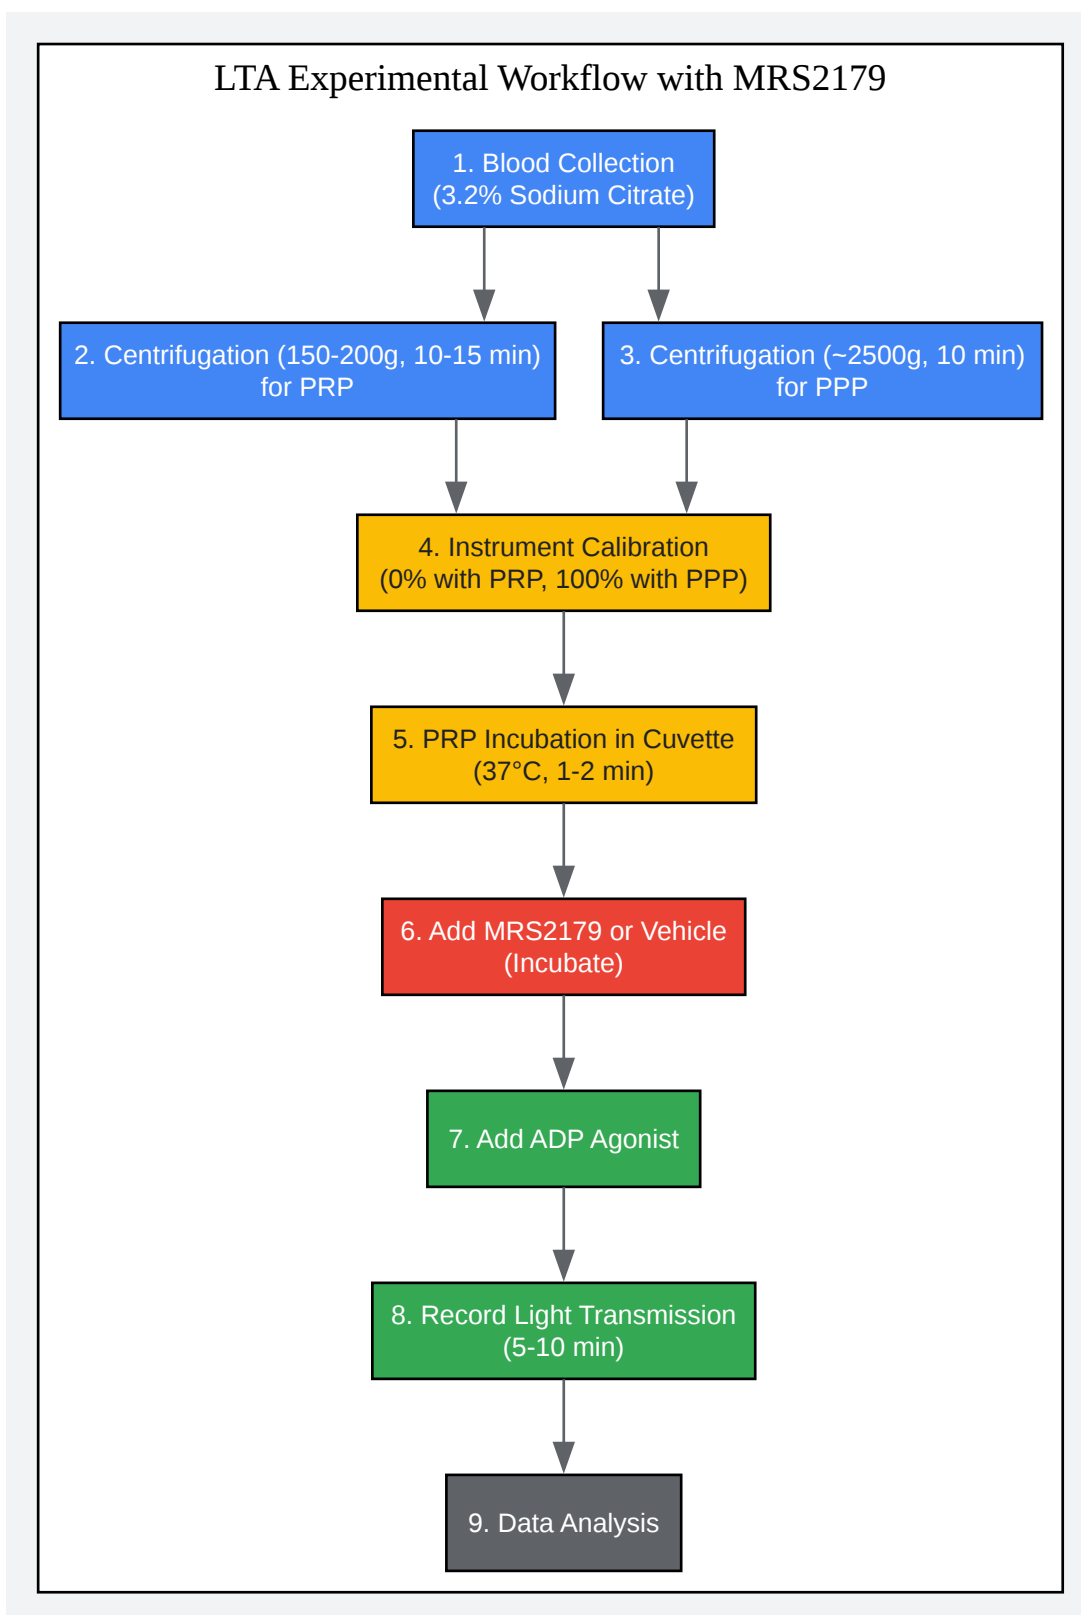 LTA Experimental Workflow with MRS2179
1. Blood Collection
(3.2% Sodium Citrate)
2. Centrifugation (150-200g, 10-15 min)
for PRP
3. Centrifugation (~2500g, 10 min)
for PPP
4. Instrument Calibration
(0% with PRP, 100% with PPP)
5. PRP Incubation in Cuvette
(37°C, 1-2 min)
6. Add MRS2179 or Vehicle
(Incubate)
7. Add ADP Agonist
8. Record Light Transmission
(5-10 min)
9. Data Analysis